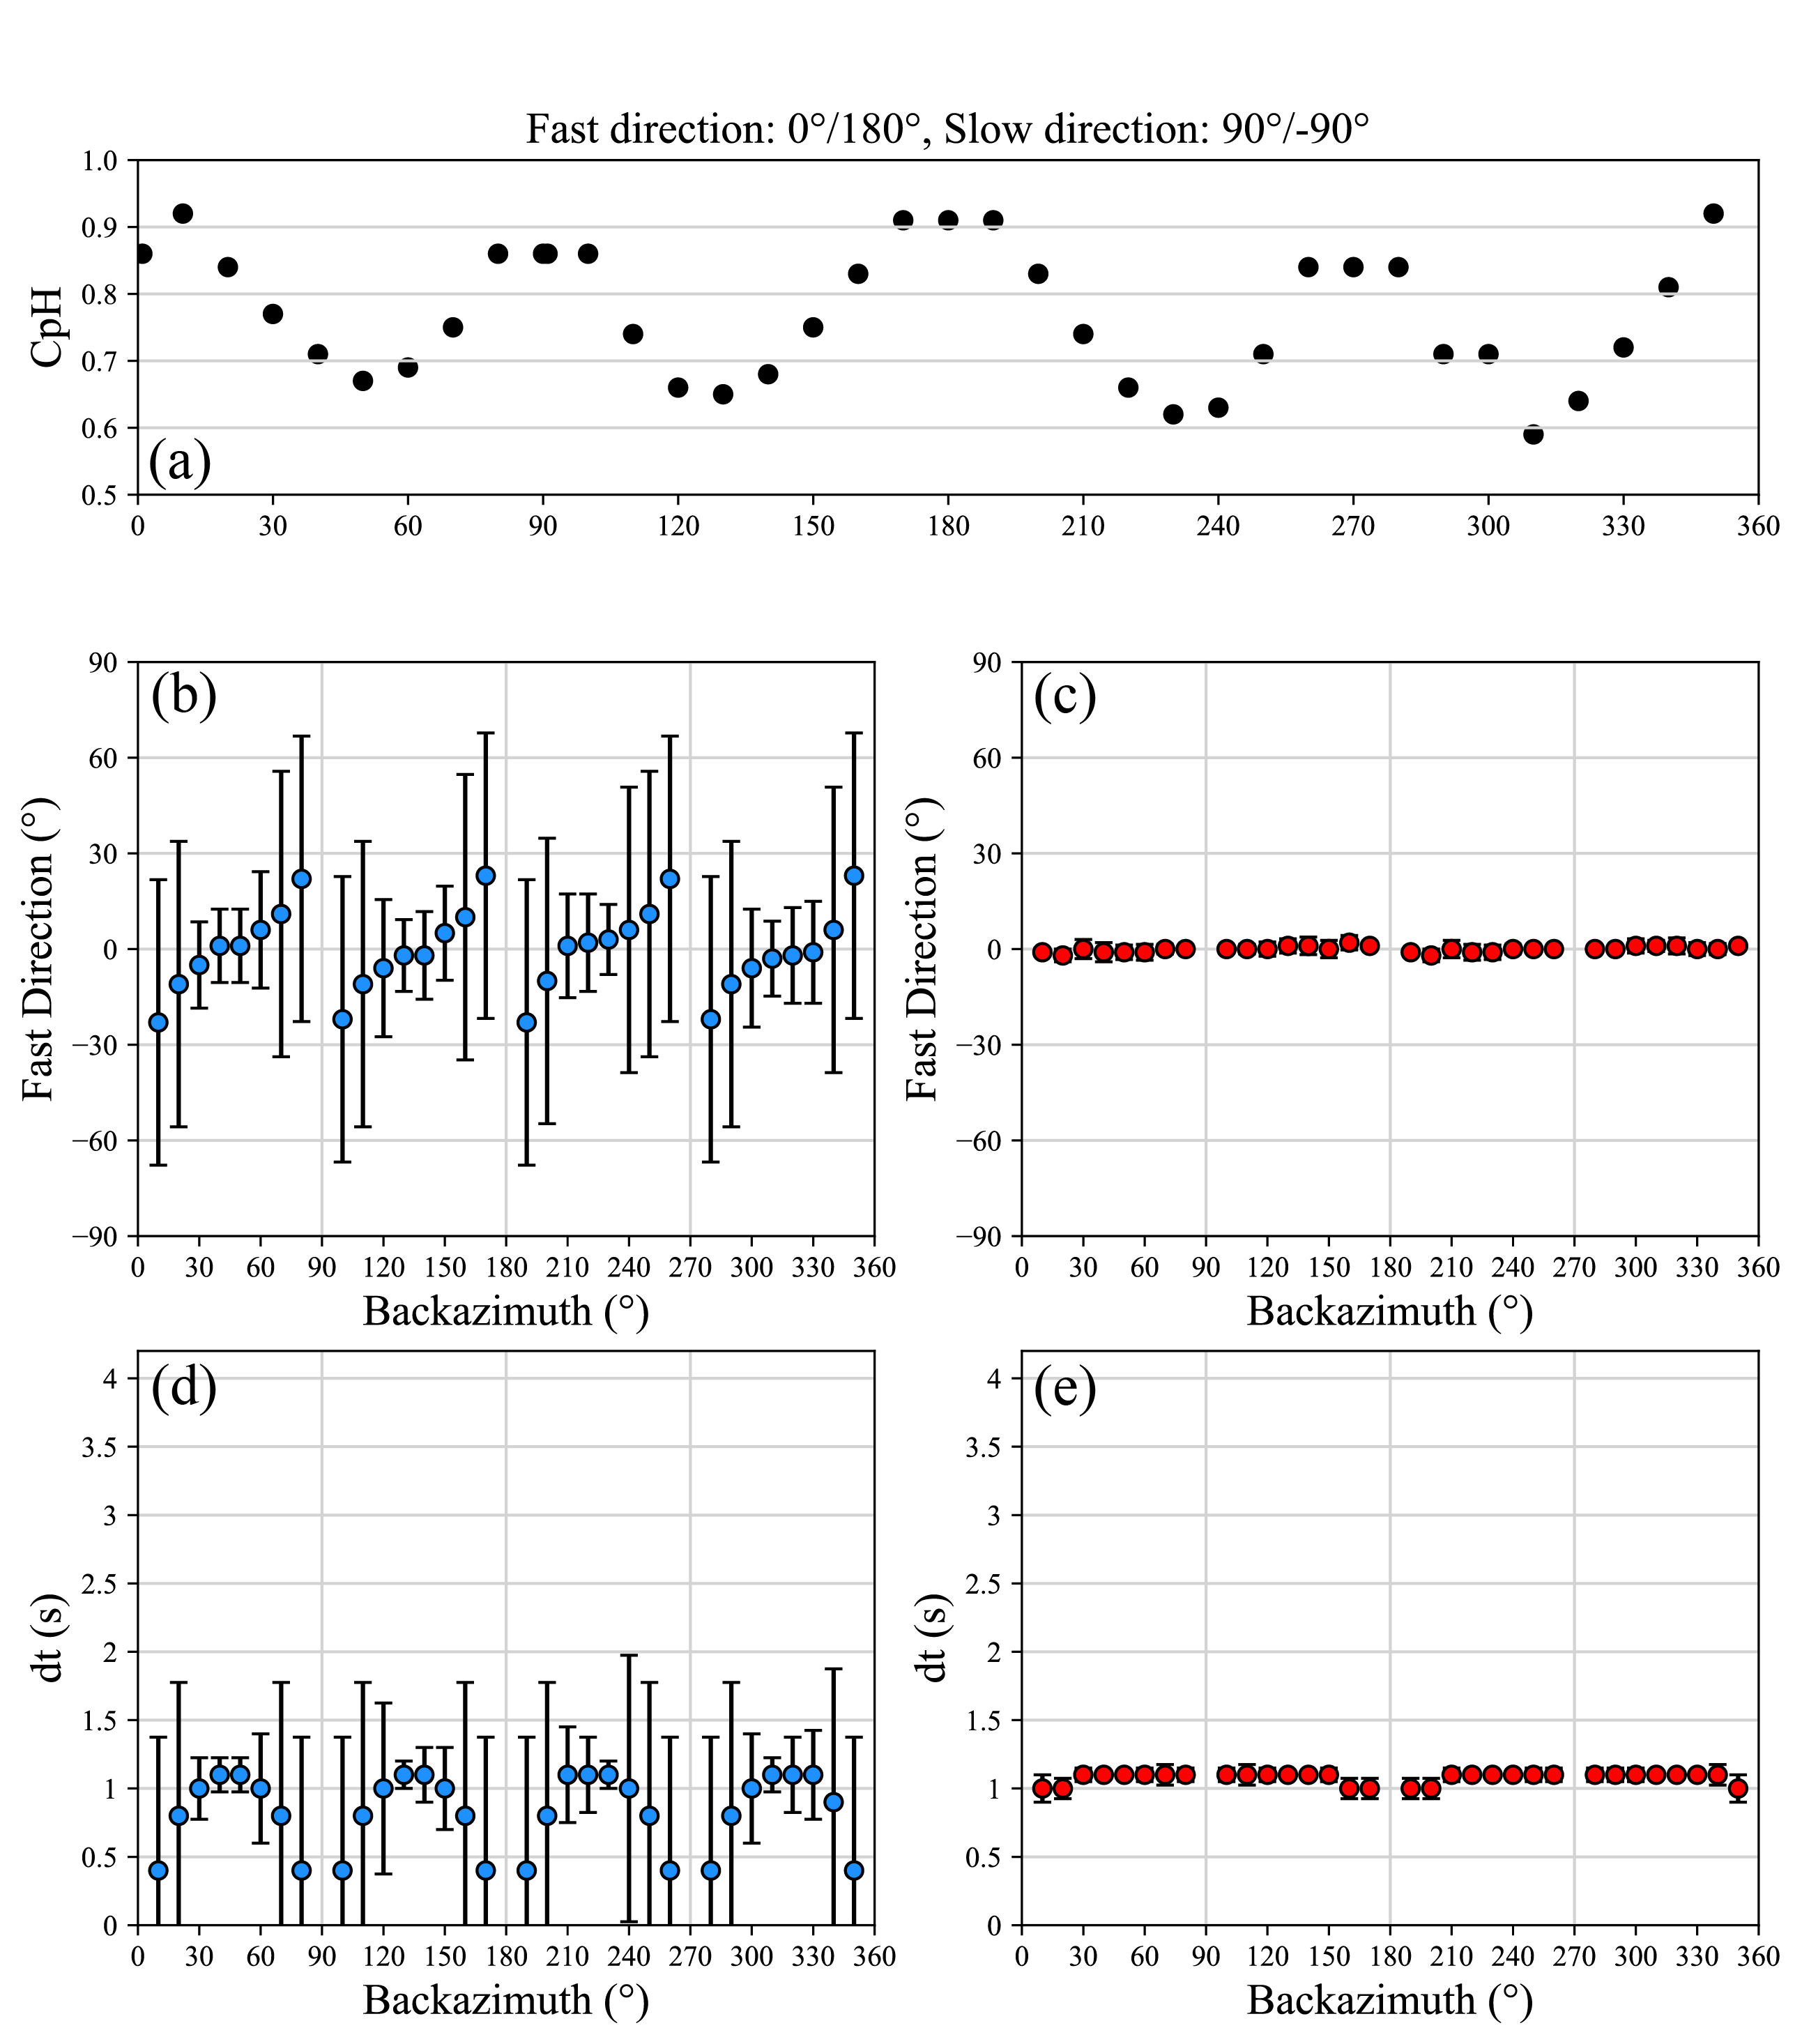 Fast direction: 0°/180°, Slow direction: 90°/-90°
1.0
0.9
0.8
0.7
0.6
0.5
CpH
(a)
0 30 60 90 120 150 180 210 240 270 300 330 360
90
60
30
0
−30
−60
−90
Fast Direction (°)
(b)
0 30 60 90 120 150 180 210 240 270 300 330 360
Backazimuth (°)
90
60
30
0
−30
−60
−90
Fast Direction (°)
(c)
0 30 60 90 120 150 180 210 240 270 300 330 360
Backazimuth (°)
4
3.5
3
2.5
2
1.5
1
0.5
0
dt (s)
(d)
0 30 60 90 120 150 180 210 240 270 300 330 360
Backazimuth (°)
4
3.5
3
2.5
2
1.5
1
0.5
0
dt (s)
(e)
0 30 60 90 120 150 180 210 240 270 300 330 360
Backazimuth (°)